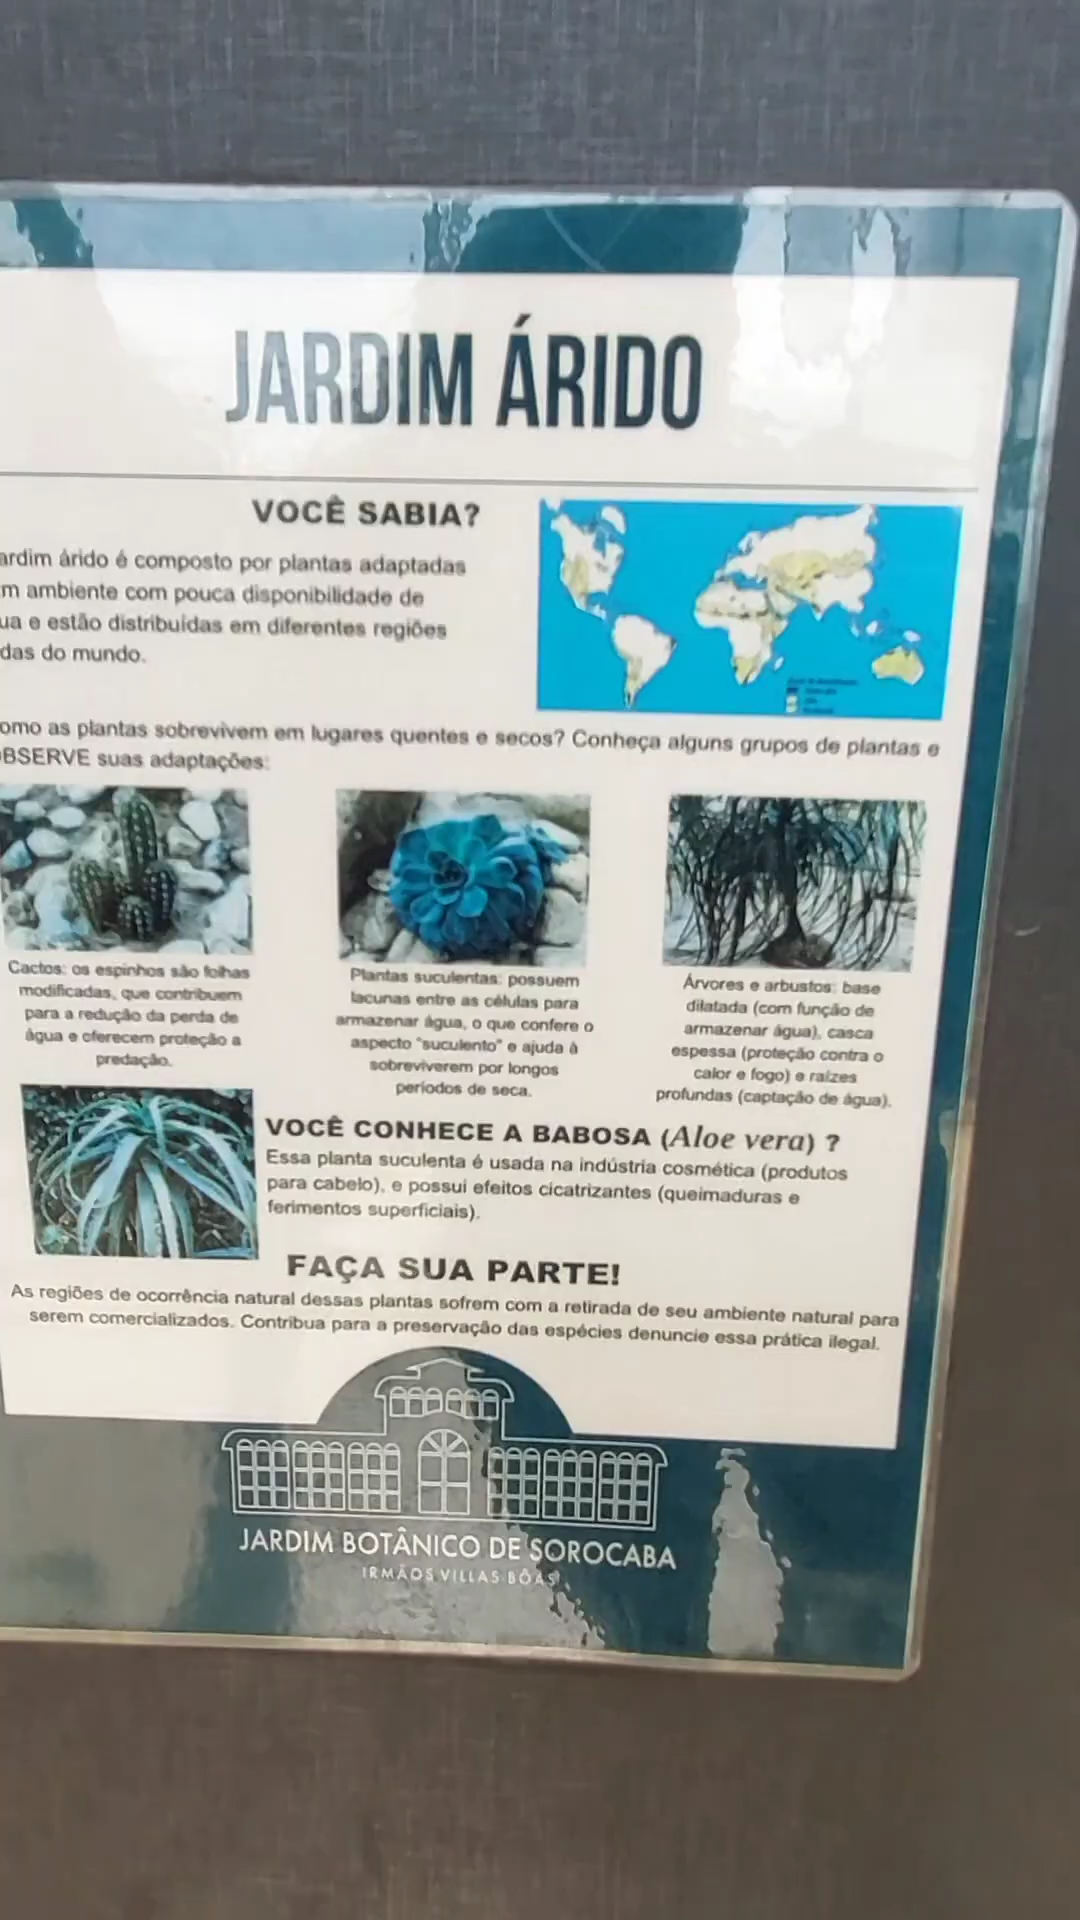 JARDIM ÁRIDO
VOCÊ SABIA?
ardim árido é composto por plantas adaptadas
m ambiente com pouca disponibilidade de
ua e estão distribuídas em diferentes regiões
das do mundo.
omo as plantas sobrevivem em lugares quentes e secos? Conheça alguns grupos de plantas e
BSERVE suas adaptações:
Cactos: os espinhos são folhas
modificadas, que contribuem
para a redução da perda de
água e oferecem proteção a
predação.
Plantas suculentas: possuem
lacunas entre as células para
armazenar água, o que confere o
aspecto "suculento" e ajuda à
sobreviverem por longos
períodos de seca.
Árvores e arbustos: base
dilatada (com função de
armazenar água), casca
espessa (proteção contra o
calor e fogo) e raízes
profundas (captação de água).
VOCÊ CONHECE A BABOSA (Aloe vera) ?
Essa planta suculenta é usada na indústria cosmética (produtos
para cabelo), e possui efeitos cicatrizantes (queimaduras e
ferimentos superficiais).
FAÇA SUA PARTE!
As regiões de ocorrência natural dessas plantas sofrem com a retirada de seu ambiente natural para
serem comercializados. Contribua para a preservação das espécies denuncie essa prática ilegal.
JARDIM BOTÂNICO DE SOROCABA
IRMÃOS VILLAS BÔAS